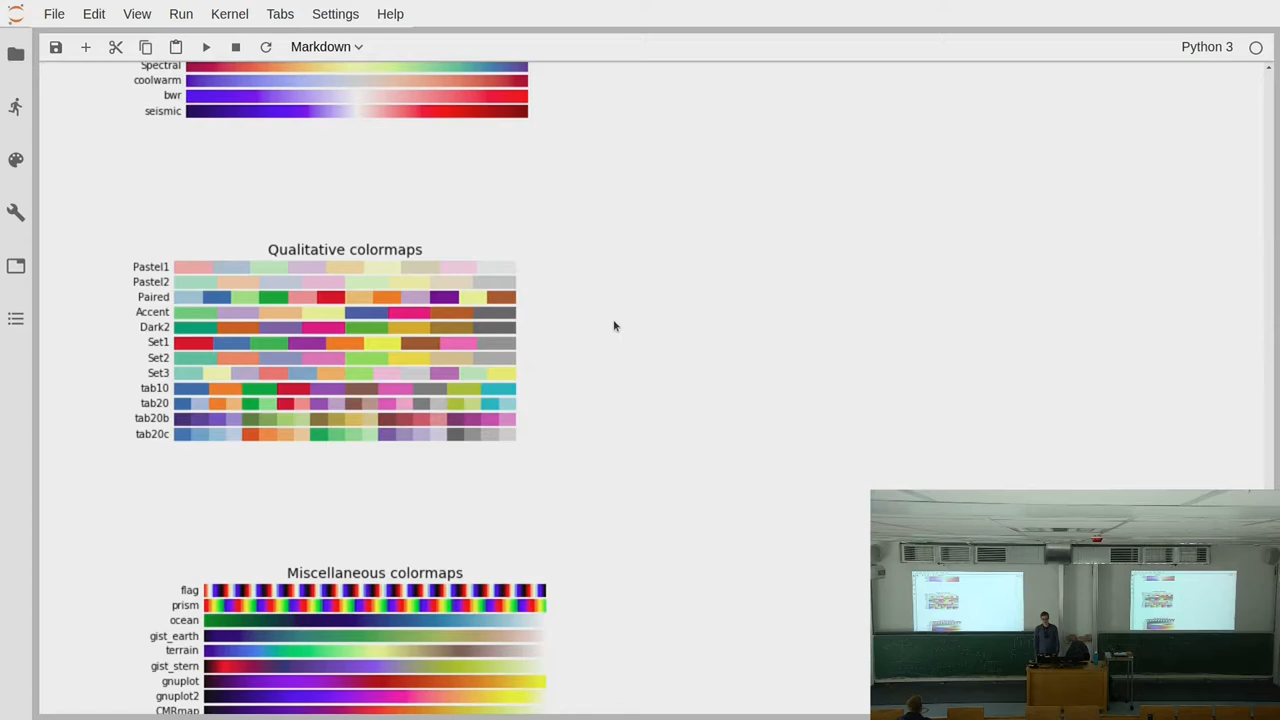 File Edit View Run Kernel Tabs Settings Help
Markdown Python 3
Spectral
coolwarm
bwr
seismic
Qualitative colormaps
Pastel1
Pastel2
Paired
Accent
Dark2
Set1
Set2
Set3
tab10
tab20
tab20b
tab20c
Miscellaneous colormaps
flag
prism
ocean
gist_earth
terrain
gist_stern
gnuplot
gnuplot2
CMRmap